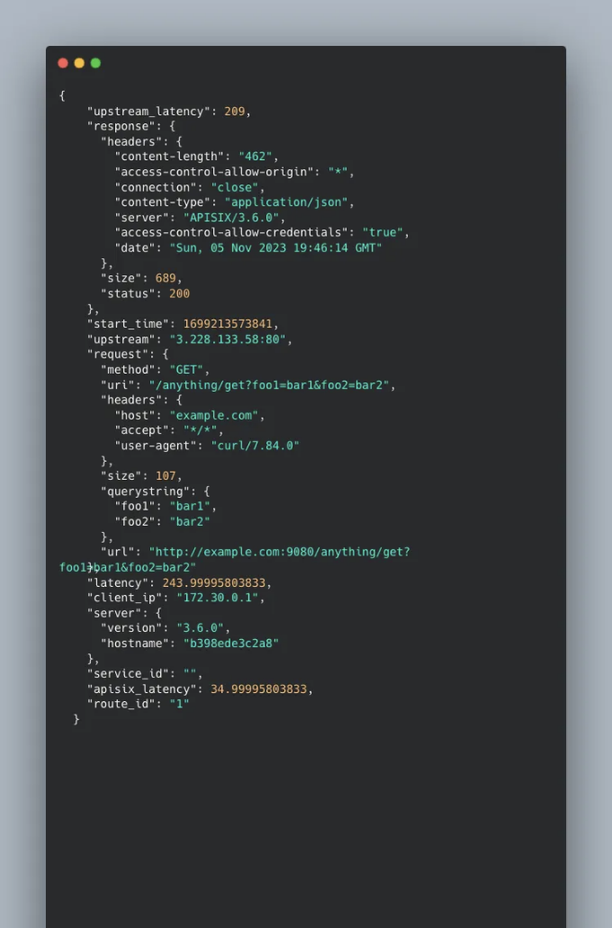 {
    "upstream_latency": 209,
    "response": {
      "headers": {
        "content-length": "462",
        "access-control-allow-origin": "*",
        "connection": "close",
        "content-type": "application/json",
        "server": "APISIX/3.6.0",
        "access-control-allow-credentials": "true",
        "date": "Sun, 05 Nov 2023 19:46:14 GMT"
      },
      "size": 689,
      "status": 200
    },
    "start_time": 1699213573841,
    "upstream": "3.228.133.58:80",
    "request": {
      "method": "GET",
      "uri": "/anything/get?foo1=bar1&foo2=bar2",
      "headers": {
        "host": "example.com",
        "accept": "*/*",
        "user-agent": "curl/7.84.0"
      },
      "size": 107,
      "querystring": {
        "foo1": "bar1",
        "foo2": "bar2"
      },
      "url": "http://example.com:9080/anything/get?
foo1=bar1&foo2=bar2"
    },
    "latency": 243.99995803833,
    "client_ip": "172.30.0.1",
    "server": {
      "version": "3.6.0",
      "hostname": "b398ede3c2a8"
    },
    "service_id": "",
    "apisix_latency": 34.99995803833,
    "route_id": "1"
  }